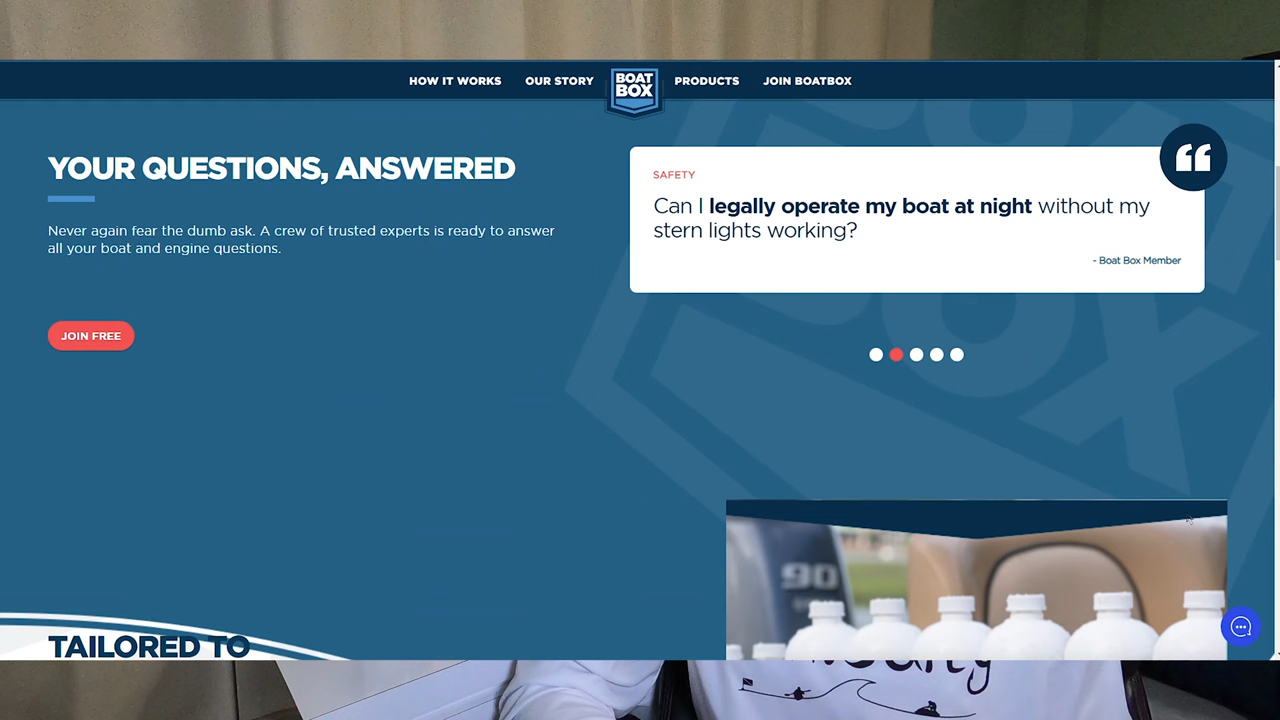 HOW IT WORKS
OUR STORY
BOAT
BOX
PRODUCTS
JOIN BOATBOX
YOUR QUESTIONS, ANSWERED
Never again fear the dumb ask. A crew of trusted experts is ready to answer
all your boat and engine questions.
JOIN FREE
SAFETY
Can I legally operate my boat at night without my
stern lights working?
- Boat Box Member
90
TAILORED TO